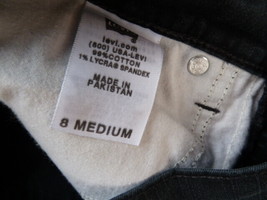 levi.com
(800) USA-LEVI
99%COTTON
1% LYCRA® SPANDEX
MADE IN
PAKISTAN
8 MEDIUM